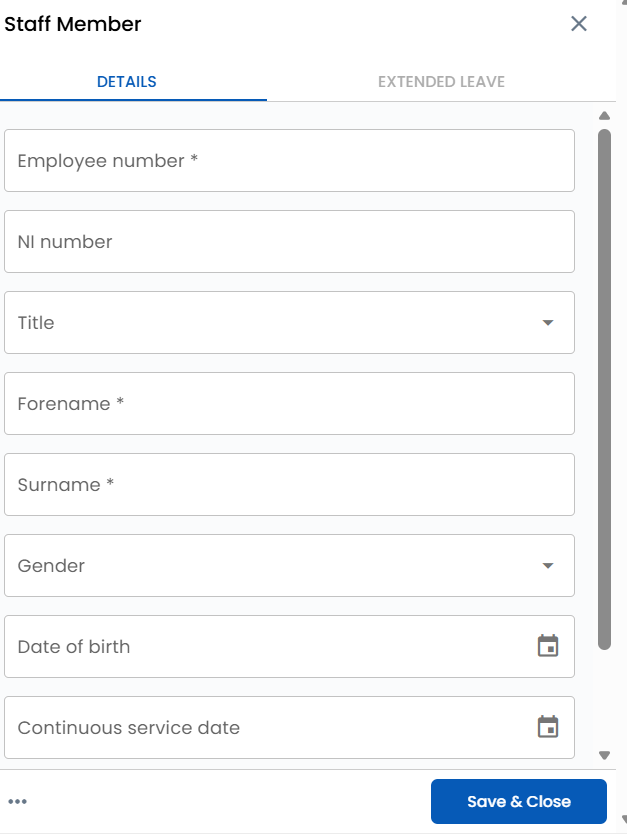 Staff Member
DETAILS EXTENDED LEAVE
Employee number *
NI number
Title
Forename *
Surname *
Gender
Date of birth
Continuous service date
Save & Close